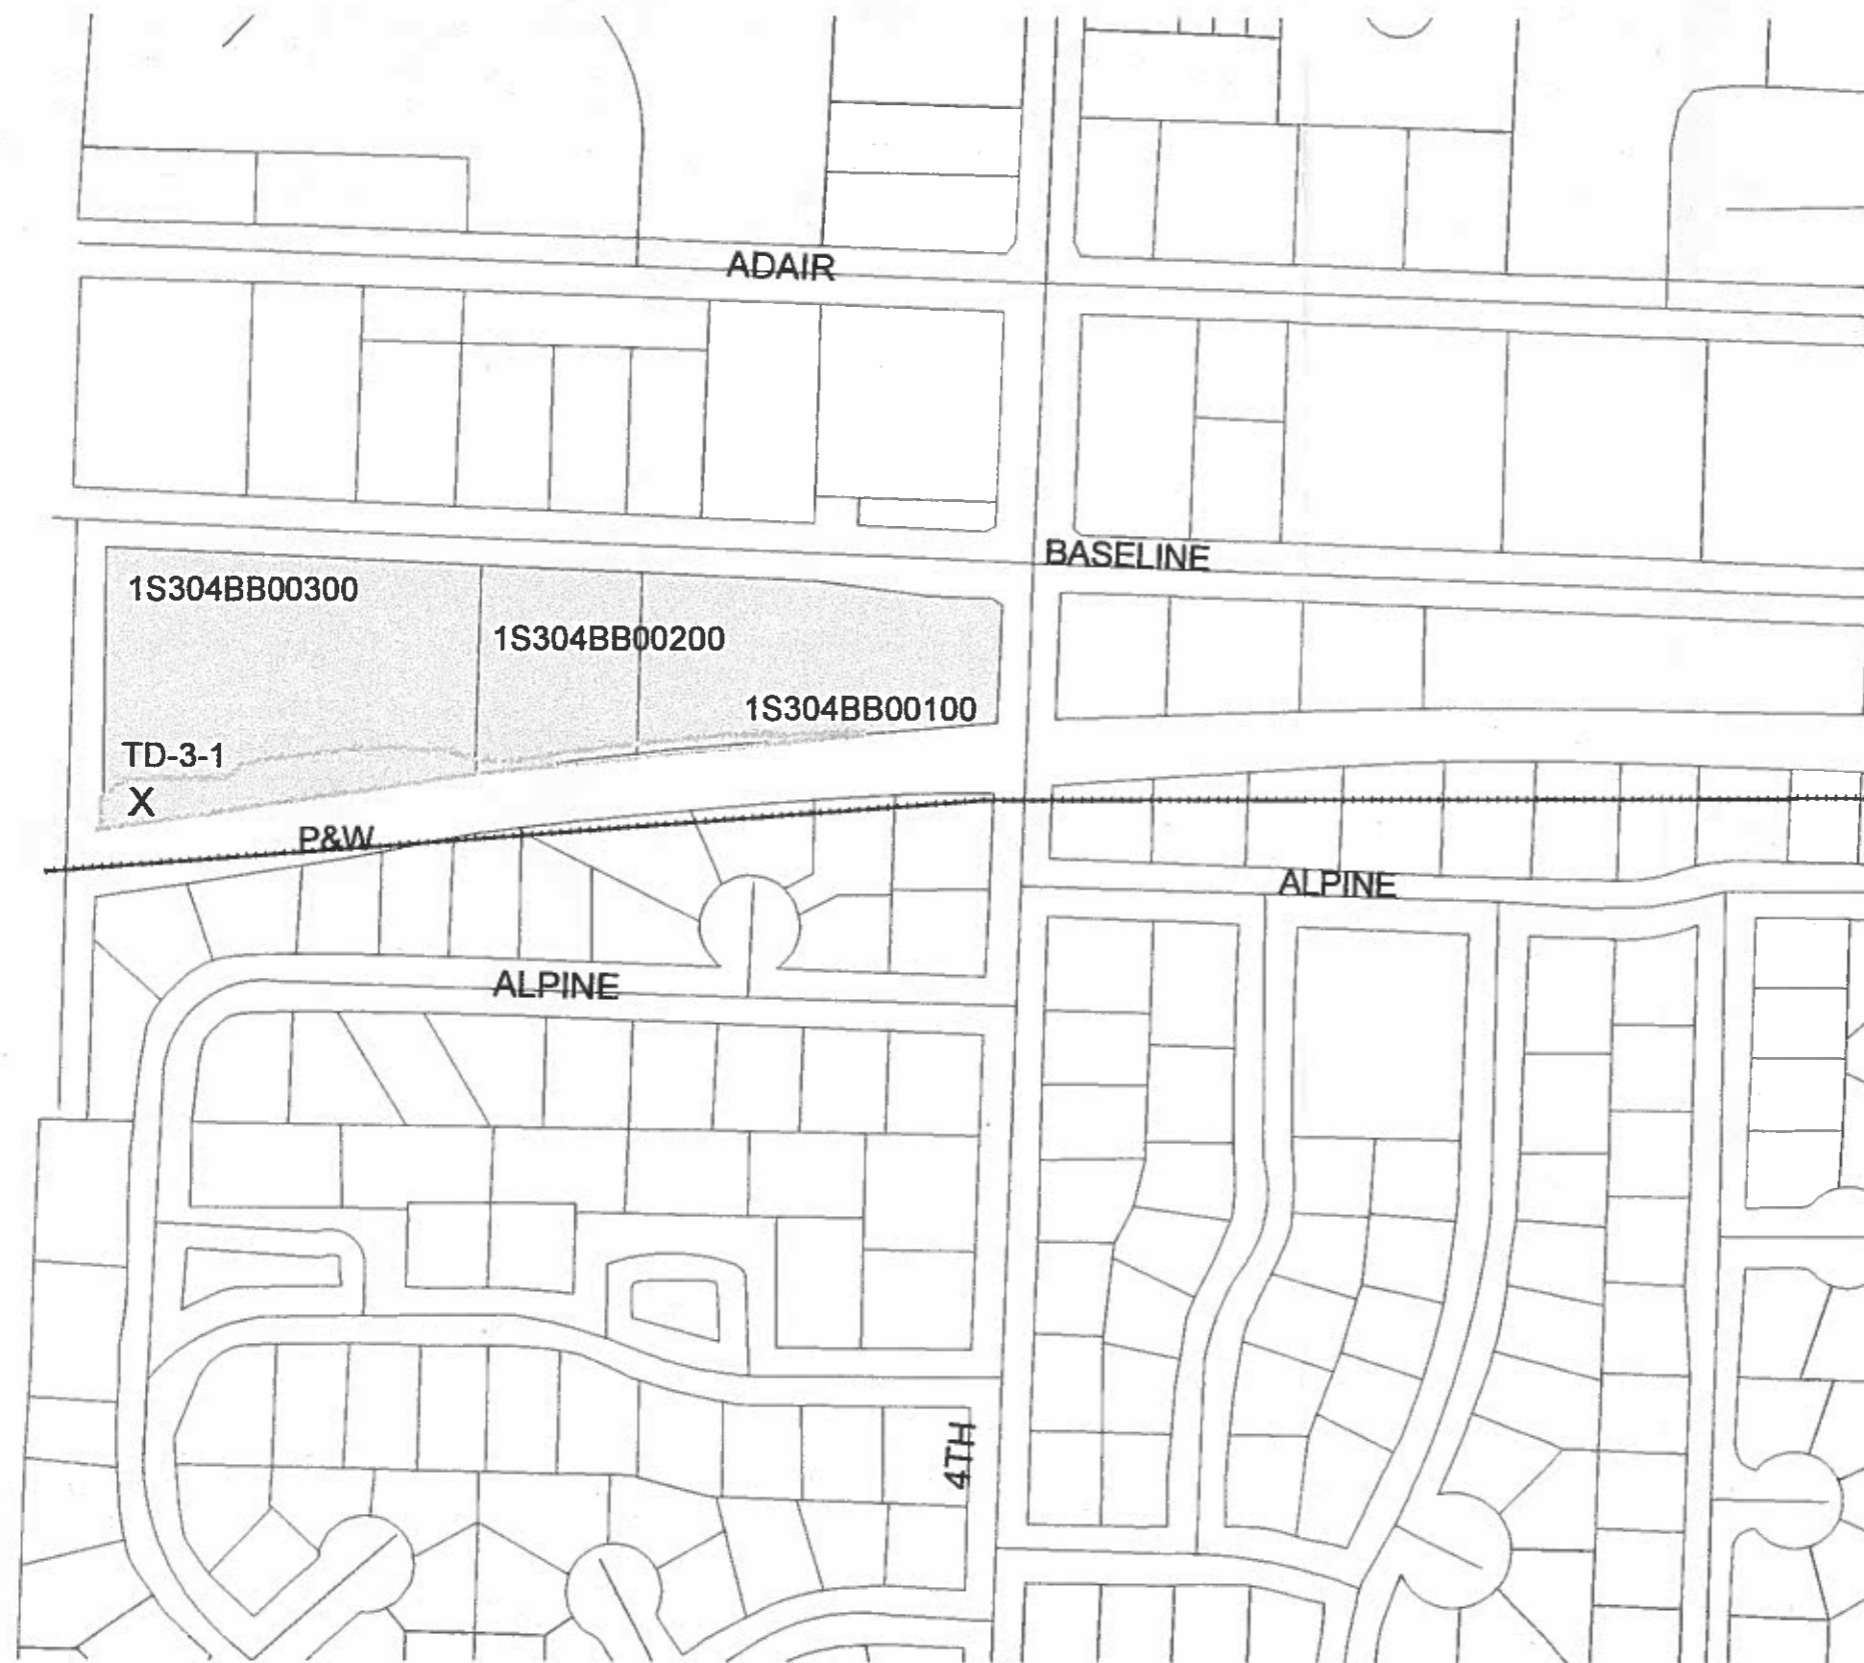 ADAIR
BASELINE
1S304BB00300
1S304BB00200
1S304BB00100
TD-3-1
X
P&W
ALPINE
ALPINE
4TH